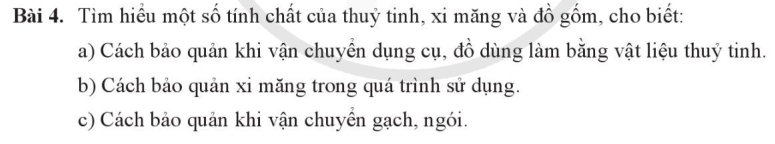 Bài 4. Tìm hiểu một số tính chất của thuỷ tinh, xi măng và đồ gốm, cho biết:
a) Cách bảo quản khi vận chuyển dụng cụ, đồ dùng làm bằng vật liệu thuỷ tinh.
b) Cách bảo quản xi măng trong quá trình sử dụng.
c) Cách bảo quản khi vận chuyển gạch, ngói.